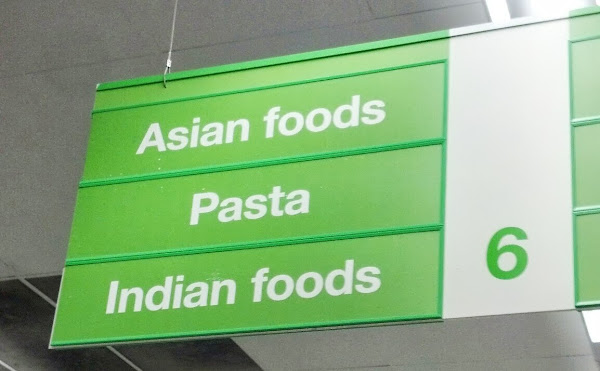 Asian foods
Pasta
Indian foods
6